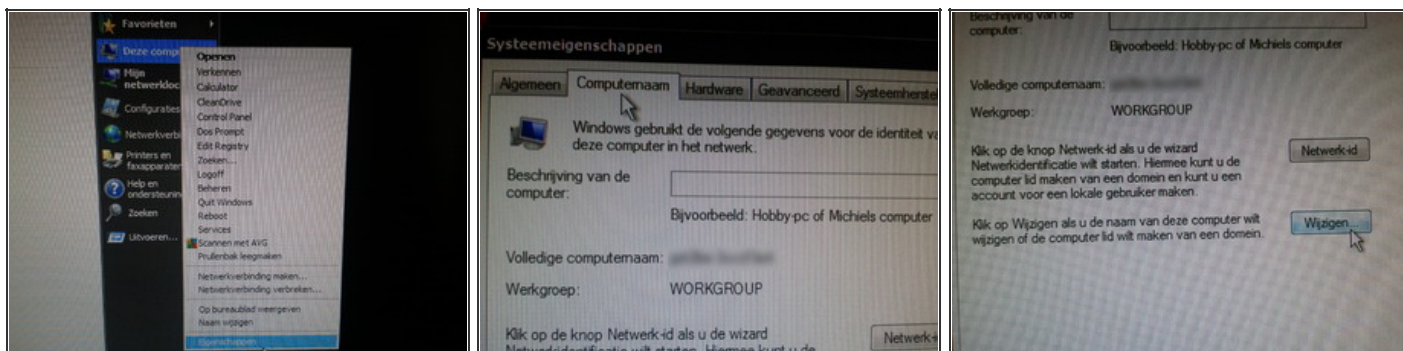 Favorieten
Deze comp
Mijn
netwerkloc
Configuraties
Netwerkverbi
Printers en
faxapparaten
Help en
ondersteunin
Zoeken
Uitvoeren...
Openen
Verkennen
Calculator
CleanDrive
Control Panel
Dos Prompt
Edit Registry
Zoeken...
Logoff
Beheren
Quit Windows
Reboot
Services
Scannen met AVG
Prullenbak leegmaken
Netwerkverbinding maken...
Netwerkverbinding verbreken...
Op bureaublad weergeven
Naam wijzigen
Eigenschappen
Systeemeigenschappen
Algemeen Computernaam Hardware Geavanceerd Systeemherstel
Windows gebruikt de volgende gegevens voor de identiteit va
deze computer in het netwerk.
Beschrijving van de
computer:
Bijvoorbeeld: Hobby-pc of Michiels computer
Volledige computernaam:
Werkgroep: WORKGROUP
Klik op de knop Netwerk-id als u de wizard Netwerk-i
Netwerkidentificatie wilt starten. Hiermee kunt u de
Beschrijving van de
computer:
Bijvoorbeeld: Hobby-pc of Michiels computer
Volledige computernaam:
Werkgroep: WORKGROUP
Klik op de knop Netwerk-id als u de wizard Netwerk-id
Netwerkidentificatie wilt starten. Hiermee kunt u de
computer lid maken van een domein en kunt u een
account voor een lokale gebruiker maken.
Klik op Wijzigen als u de naam van deze computer wilt Wijzigen...
wijzigen of de computer lid wilt maken van een domein.